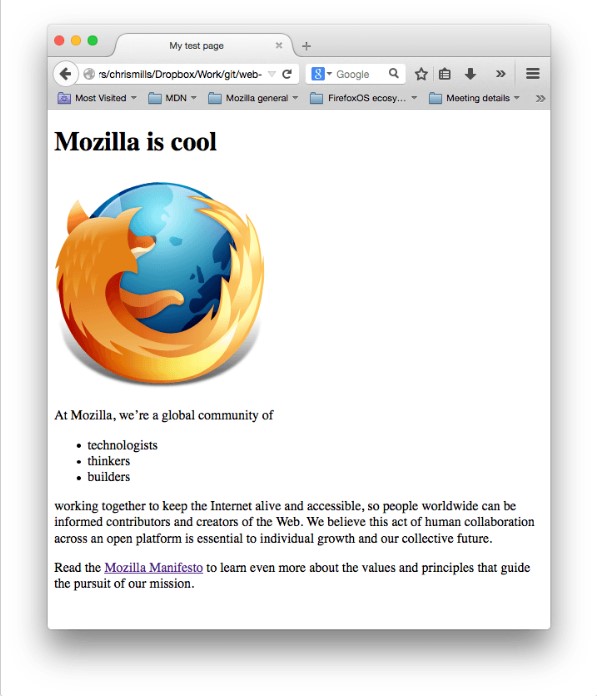 My test page
rs/chrismills/Dropbox/Work/git/web-
Google
Most Visited
MDN
Mozilla general
FirefoxOS ecosy…
Meeting details
Mozilla is cool
At Mozilla, we’re a global community of
• technologists
• thinkers
• builders
working together to keep the Internet alive and accessible, so people worldwide can be
informed contributors and creators of the Web. We believe this act of human collaboration
across an open platform is essential to individual growth and our collective future.
Read the Mozilla Manifesto to learn even more about the values and principles that guide
the pursuit of our mission.